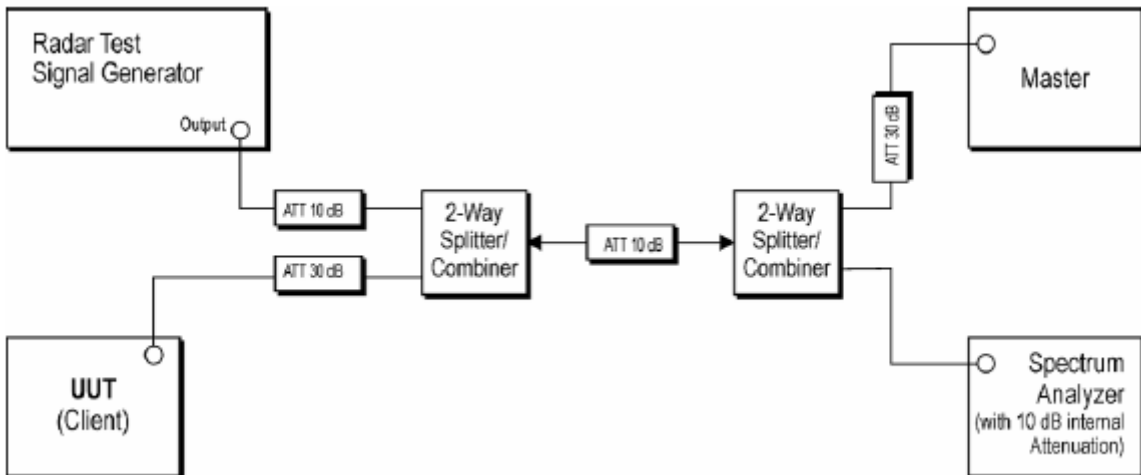 Radar Test
Signal Generator
Output
ATT 10 dB
ATT 30 dB
UUT
(Client)
2-Way
Splitter/
Combiner
ATT 10 dB
2-Way
Splitter/
Combiner
ATT 30 dB
Master
Spectrum
Analyzer
(with 10 dB internal
Attenuation)